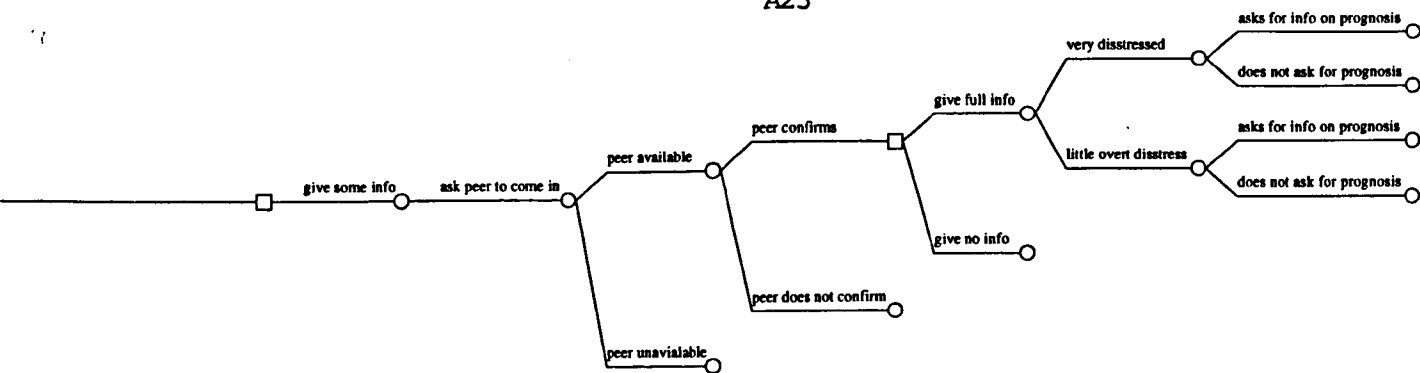 A25
asks for info on prognosis
very disstressed
does not ask for prognosis
give full info
peer confirms
asks for info on prognosis
little overt disstress
peer available
does not ask for prognosis
give some info
ask peer to come in
give no info
peer does not confirm
peer unavialable